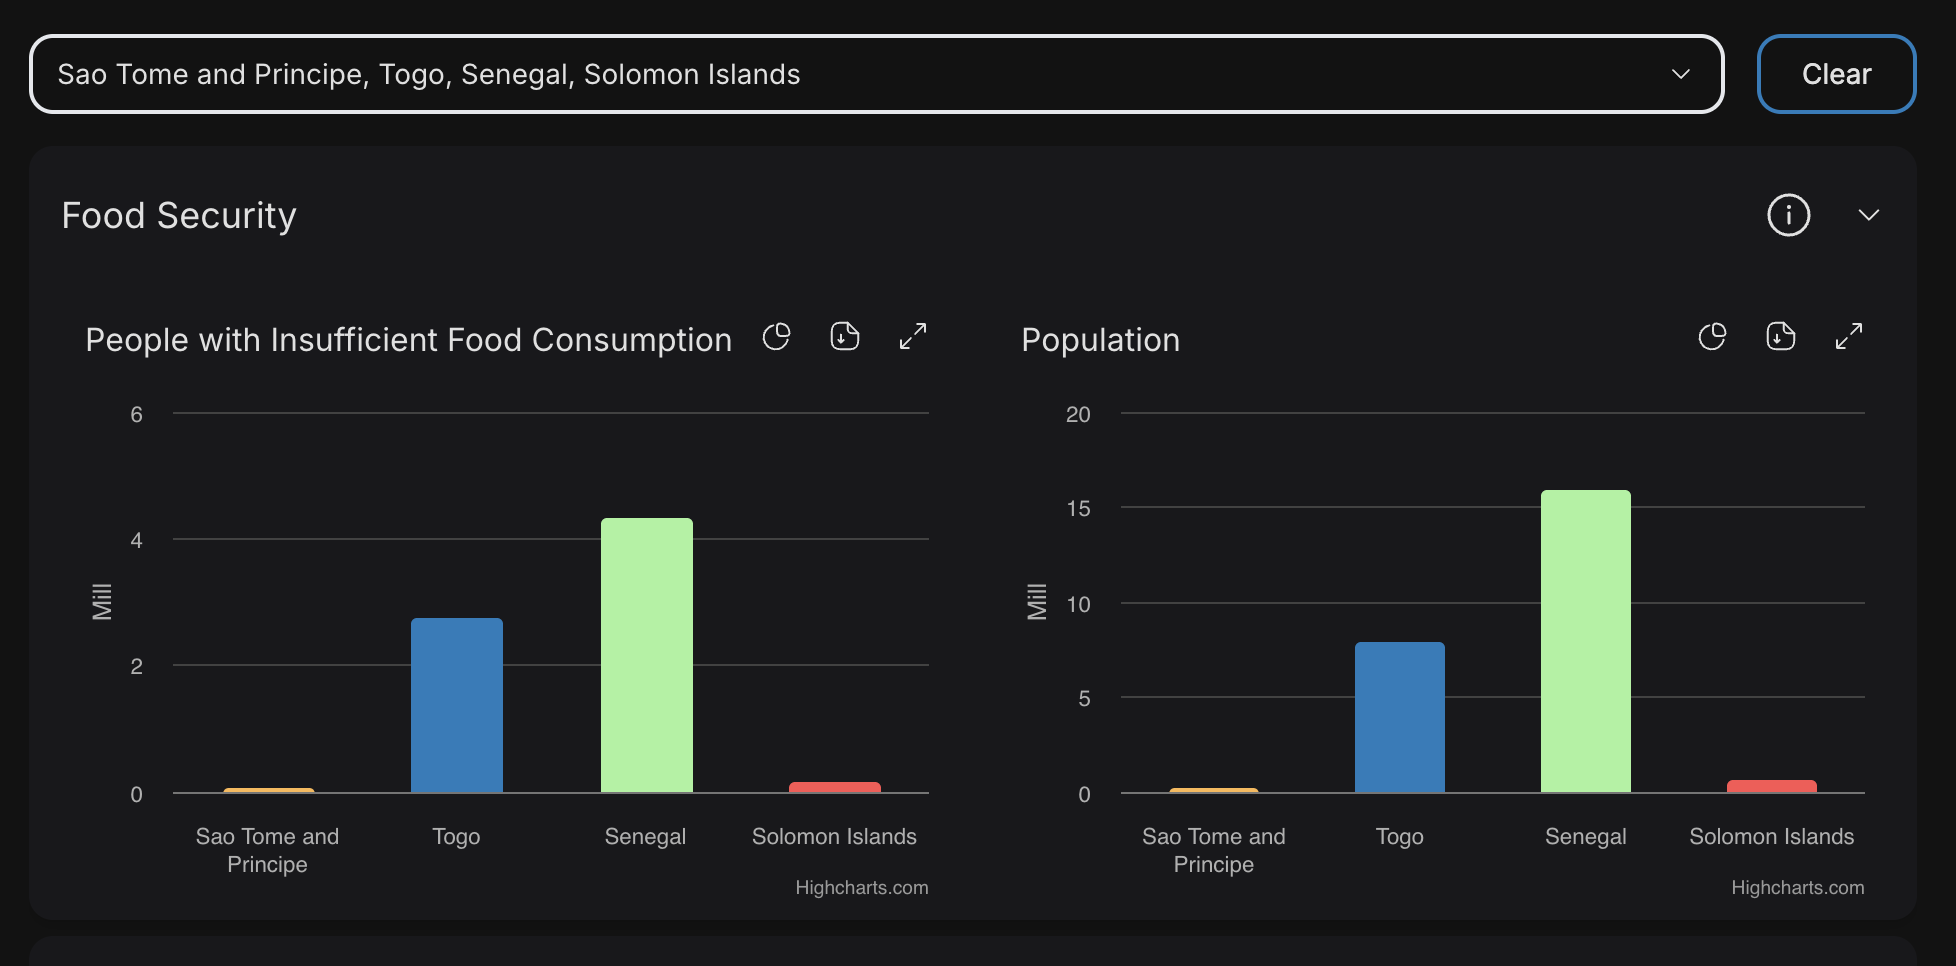 Sao Tome and Principe, Togo, Senegal, Solomon Islands
Clear
Food Security
People with Insufficient Food Consumption
6
4
2
0
Mill
Sao Tome and
Principe
Togo
Senegal
Solomon Islands
Highcharts.com
Population
20
15
10
5
0
Mill
Sao Tome and
Principe
Togo
Senegal
Solomon Islands
Highcharts.com